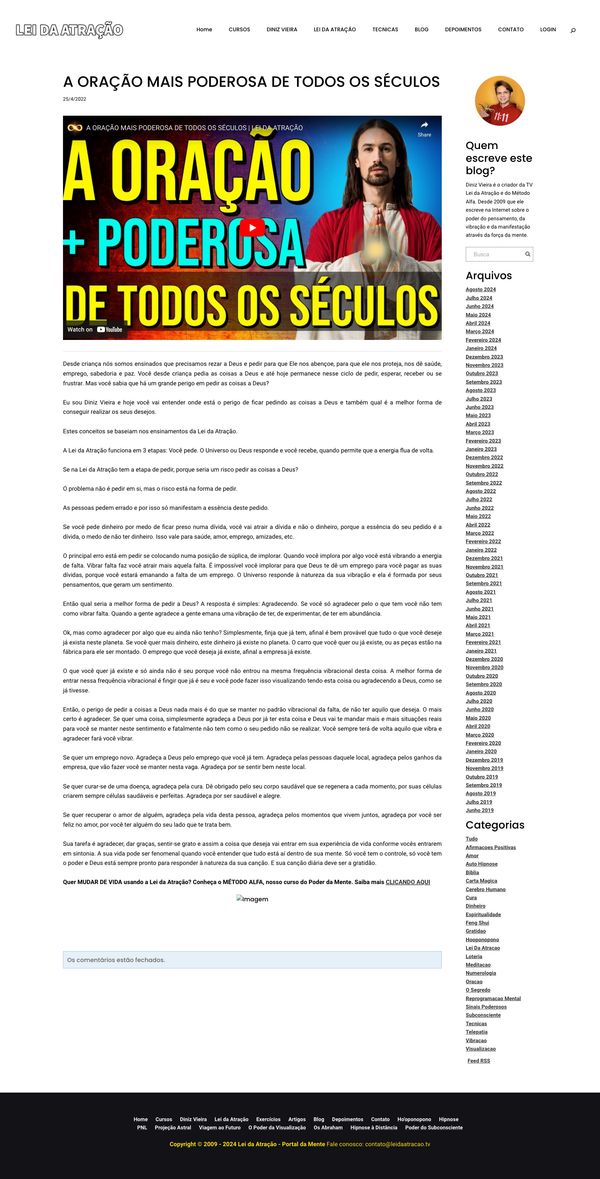 LEI DA ATRAÇÃO
Home CURSOS DINIZ VIEIRA LEI DA ATRAÇÃO TECNICAS BLOG DEPOIMENTOS CONTATO LOGIN
A ORAÇÃO MAIS PODEROSA DE TODOS OS SÉCULOS
25/4/2022
A ORAÇÃO MAIS PODEROSA DE TODOS OS SÉCULOS | LEI DA ATRAÇÃO
Share
A ORAÇÃO
+ PODEROSA
DE TODOS OS SÉCULOS
Watch on YouTube
Desde criança nós somos ensinados que precisamos rezar a Deus e pedir para que Ele nos abençoe, para que ele nos proteja, nos dê saúde,
emprego, sabedoria e paz. Você desde criança pedia as coisas a Deus e até hoje permanece nesse ciclo de pedir, esperar, receber ou se
frustrar. Mas você sabia que há um grande perigo em pedir as coisas a Deus?
Eu sou Diniz Vieira e hoje você vai entender onde está o perigo de ficar pedindo as coisas a Deus e também qual é a melhor forma de
conseguir realizar os seus desejos.
Estes conceitos se baseiam nos ensinamentos da Lei da Atração.
A Lei da Atração funciona em 3 etapas: Você pede. O Universo ou Deus responde e você recebe, quando permite que a energia flua de volta.
Se na Lei da Atração tem a etapa de pedir, porque seria um risco pedir as coisas a Deus?
O problema não é pedir em si, mas o risco está na forma de pedir.
As pessoas pedem errado e por isso só manifestam a essência deste pedido.
Se você pede dinheiro por medo de ficar preso numa dívida, você vai atrair a dívida e não o dinheiro, porque a essência do seu pedido é a
dívida, o medo de não ter dinheiro. Isso vale para saúde, amor, emprego, amizades, etc.
O principal erro está em pedir se colocando numa posição de súplica, de implorar. Quando você implora por algo você está vibrando a energia
de falta. Vibrar falta faz você atrair mais aquela falta. É impossível você implorar para que Deus te dê um emprego para você pagar as suas
dívidas, porque você estará emanando a falta de um emprego. O Universo responde à natureza da sua vibração e ela é formada por seus
pensamentos, que geram um sentimento.
Então qual seria a melhor forma de pedir a Deus? A resposta é simples: Agradecendo. Se você só agradecer pelo o que tem você não tem
como vibrar falta. Quando a gente agradece a gente emana uma vibração de ter, de experimentar, de ter em abundância.
Ok, mas como agradecer por algo que eu ainda não tenho? Simplesmente, finja que já tem, afinal é bem provável que tudo o que você deseja
já exista neste planeta. Se você quer mais dinheiro, este dinheiro já existe no planeta. O carro que você quer ou já existe, ou as peças estão na
fábrica para ele ser montado. O emprego que você deseja já existe, afinal a empresa já existe.
O que você quer já existe e só ainda não é seu porque você não entrou na mesma frequência vibracional desta coisa. A melhor forma de
entrar nessa frequência vibracional é fingir que já é seu e você pode fazer isso visualizando tendo esta coisa ou agradecendo a Deus, como se
já tivesse.
Então, o perigo de pedir a coisas a Deus nada mais é do que se manter no padrão vibracional da falta, de não ter aquilo que deseja. O mais
certo é agradecer. Se quer uma coisa, simplesmente agradeça a Deus por já ter esta coisa e Deus vai te mandar mais e mais situações reais
para você se manter neste sentimento e fatalmente não tem como o seu pedido não se realizar. Você sempre terá de volta aquilo que vibra e
agradecer fará você vibrar.
Se quer um emprego novo. Agradeça a Deus pelo emprego que você já tem. Agradeça pelas pessoas daquele local, agradeça pelos ganhos da
empresa, que vão fazer você se manter nesta vaga. Agradeça por se sentir bem neste local.
Se quer curar-se de uma doença, agradeça pela cura. Dê obrigado pelo seu corpo saudável que se regenera a cada momento, por suas células
criarem sempre células saudáveis e perfeitas. Agradeça por ser saudável e alegre.
Se quer recuperar o amor de alguém, agradeça pela vida desta pessoa, agradeça pelos momentos que vivem juntos, agradeça por você ser
feliz no amor, por você ter alguém do seu lado que te trata bem.
Sua tarefa é agradecer, dar graças, sentir-se grato e assim a coisa que deseja vai entrar em sua experiência de vida conforme vocês entrarem
em sintonia. A sua vida pode ser fenomenal quando você entender que tudo está aí dentro de sua mente. Só você tem o controle, só você tem
o poder e Deus está sempre pronto para responder à natureza da sua canção. E sua canção diária deve ser a gratidão.
Quer MUDAR DE VIDA usando a Lei da Atração? Conheça o MÉTODO ALFA, nosso curso do Poder da Mente. Saiba mais CLICANDO AQUI
Imagem
Os comentários estão fechados.
11:11
Quem
escreve este
blog?
Diniz Vieira é o criador da TV
Lei da Atração e do Método
Alfa. Desde 2009 que ele
escreve na Internet sobre o
poder do pensamento, da
vibração e da manifestação
através da força da mente.
Busca
Arquivos
Agosto 2024
Julho 2024
Junho 2024
Maio 2024
Abril 2024
Março 2024
Fevereiro 2024
Janeiro 2024
Dezembro 2023
Novembro 2023
Outubro 2023
Setembro 2023
Agosto 2023
Julho 2023
Junho 2023
Maio 2023
Abril 2023
Março 2023
Fevereiro 2023
Janeiro 2023
Dezembro 2022
Novembro 2022
Outubro 2022
Setembro 2022
Agosto 2022
Julho 2022
Junho 2022
Maio 2022
Abril 2022
Março 2022
Fevereiro 2022
Janeiro 2022
Dezembro 2021
Novembro 2021
Outubro 2021
Setembro 2021
Agosto 2021
Julho 2021
Junho 2021
Maio 2021
Abril 2021
Março 2021
Fevereiro 2021
Janeiro 2021
Dezembro 2020
Novembro 2020
Outubro 2020
Setembro 2020
Agosto 2020
Julho 2020
Junho 2020
Maio 2020
Abril 2020
Março 2020
Fevereiro 2020
Janeiro 2020
Dezembro 2019
Novembro 2019
Outubro 2019
Setembro 2019
Agosto 2019
Julho 2019
Junho 2019
Categorias
Tudo
Afirmacoes Positivas
Amor
Auto Hipnose
Biblia
Carta Magica
Cerebro Humano
Cura
Dinheiro
Espiritualidade
Feng Shui
Gratidao
Hooponopono
Lei Da Atracao
Loteria
Meditacao
Numerologia
Oracao
O Segredo
Reprogramacao Mental
Sinais Poderosos
Subconsciente
Tecnicas
Telepatia
Vibracao
Visualizacao
Feed RSS
Home Cursos Diniz Vieira Lei da Atração Exercícios Artigos Blog Depoimentos Contato Ho'oponopono Hipnose
PNL Projeção Astral Viagem ao Futuro O Poder da Visualização Os Abraham Hipnose à Distância Poder do Subconsciente
Copyright © 2009 - 2024 Lei da Atração - Portal da Mente Fale conosco: contato@leidaatracao.tv